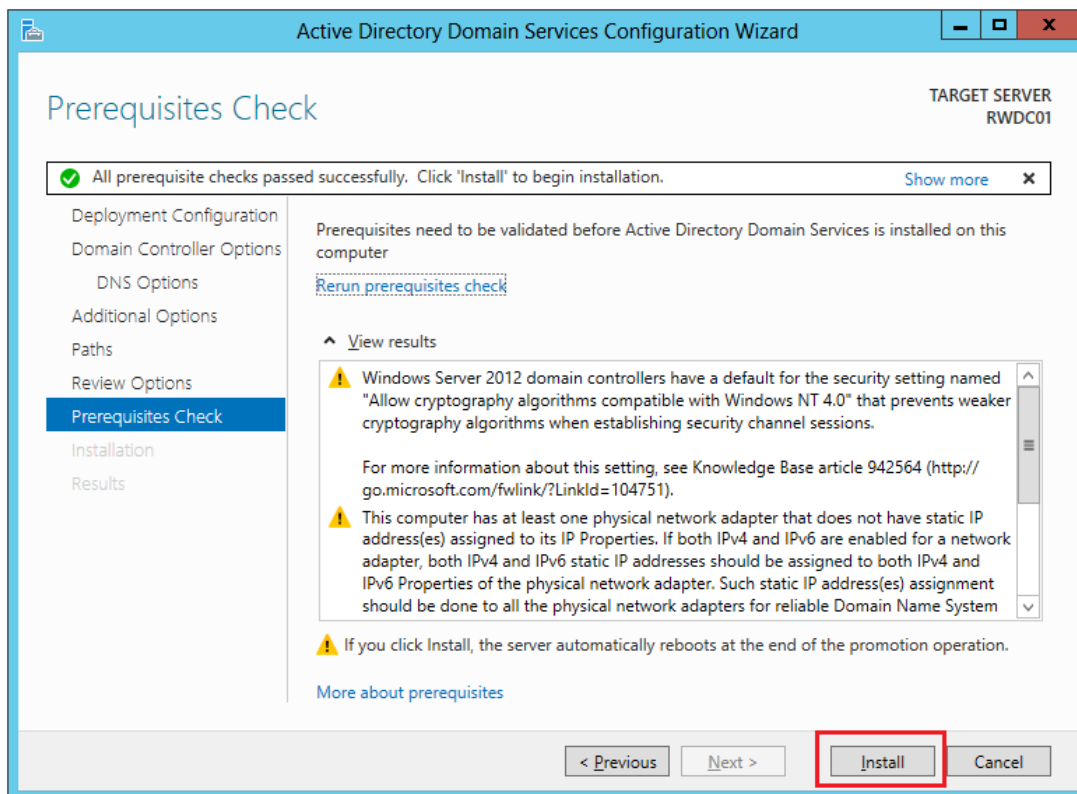 Active Directory Domain Services Configuration Wizard
Prerequisites Check
TARGET SERVER
RWDC01
All prerequisite checks passed successfully.  Click 'Install' to begin installation.
Show more
Deployment Configuration
Domain Controller Options
DNS Options
Additional Options
Paths
Review Options
Prerequisites Check
Installation
Results
Prerequisites need to be validated before Active Directory Domain Services is installed on this
computer
Rerun prerequisites check
View results
Windows Server 2012 domain controllers have a default for the security setting named
"Allow cryptography algorithms compatible with Windows NT 4.0" that prevents weaker
cryptography algorithms when establishing security channel sessions.
For more information about this setting, see Knowledge Base article 942564 (http://
go.microsoft.com/fwlink/?LinkId=104751).
This computer has at least one physical network adapter that does not have static IP
address(es) assigned to its IP Properties. If both IPv4 and IPv6 are enabled for a network
adapter, both IPv4 and IPv6 static IP addresses should be assigned to both IPv4 and
IPv6 Properties of the physical network adapter. Such static IP address(es) assignment
should be done to all the physical network adapters for reliable Domain Name System
If you click Install, the server automatically reboots at the end of the promotion operation.
More about prerequisites
< Previous
Next >
Install
Cancel